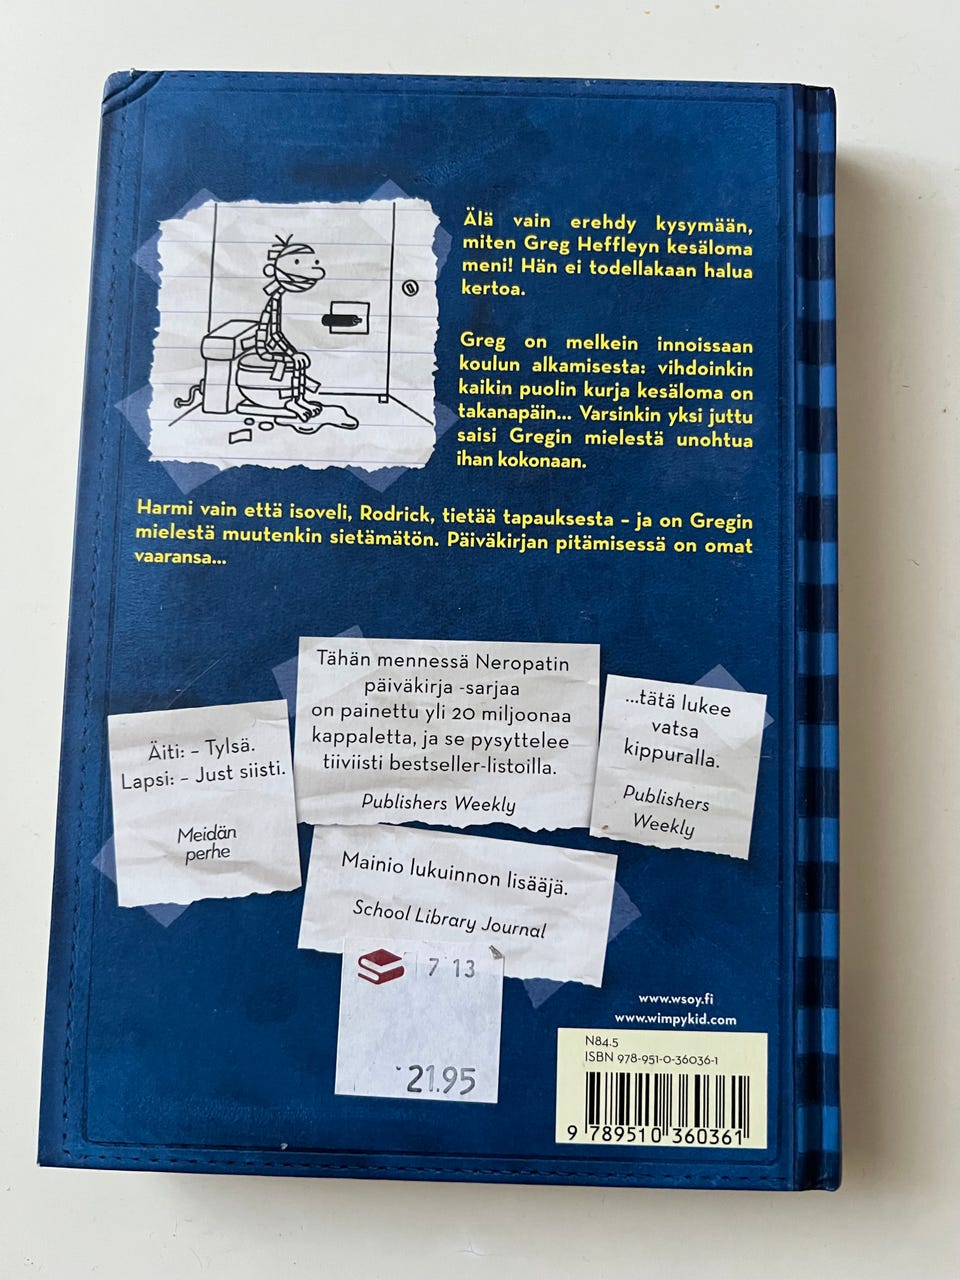 Älä vain erehdy kysymään,
miten Greg Heffleyn kesäloma
meni! Hän ei todellakaan halua
kertoa.
Greg on melkein innoissaan
koulun alkamisesta: vihdoinkin
kaikin puolin kurja kesäloma on
takanapäin... Varsinkin yksi juttu
saisi Gregin mielestä unohtua
ihan kokonaan.
Harmi vain että isoveli, Rodrick, tietää tapauksesta – ja on Gregin
mielestä muutenkin sietämätön. Päiväkirjan pitämisessä on omat
vaaransa...
Tähän mennessä Neropatin
päiväkirja -sarjaa
on painettu yli 20 miljoonaa
kappaletta, ja se pysyttelee
tiiviisti bestseller-listoilla.
Publishers Weekly
...tätä lukee
vatsa
kippuralla.
Publishers
Weekly
Äiti: – Tylsä.
Lapsi: – Just siisti.
Meidän
perhe
Mainio lukuinnon lisääjä.
School Library Journal
7 13
21.95
www.wsoy.fi
www.wimpykid.com
N84.5
ISBN 978-951-0-36036-1
9 789510 360361